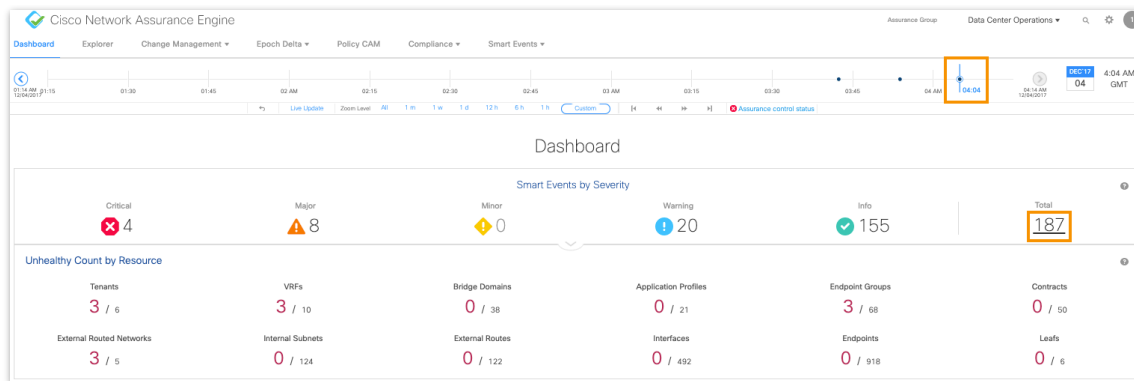 Cisco Network Assurance Engine
Assurance Group Data Center Operations
Dashboard Explorer Change Management Epoch Delta Policy CAM Compliance Smart Events
01:14 AM 01:15 01:30 01:45 02 AM 02:15 02:30 02:45 03 AM 03:15 03:30 03:45 04 AM 04:04 04:14 AM DEC'17 04 4:04 AM GMT
12/04/2017 12/04/2017
Live Update Zoom Level All 1 m 1 w 1 d 12 h 6 h 1 h Custom Assurance control status
Dashboard
Smart Events by Severity
Critical Major Minor Warning Info Total
4 8 0 20 155 187
Unhealthy Count by Resource
Tenants VRFs Bridge Domains Application Profiles Endpoint Groups Contracts
3 / 6 3 / 10 0 / 38 0 / 21 3 / 68 0 / 50
External Routed Networks Internal Subnets External Routes Interfaces Endpoints Leafs
3 / 5 0 / 124 0 / 122 0 / 492 0 / 918 0 / 6